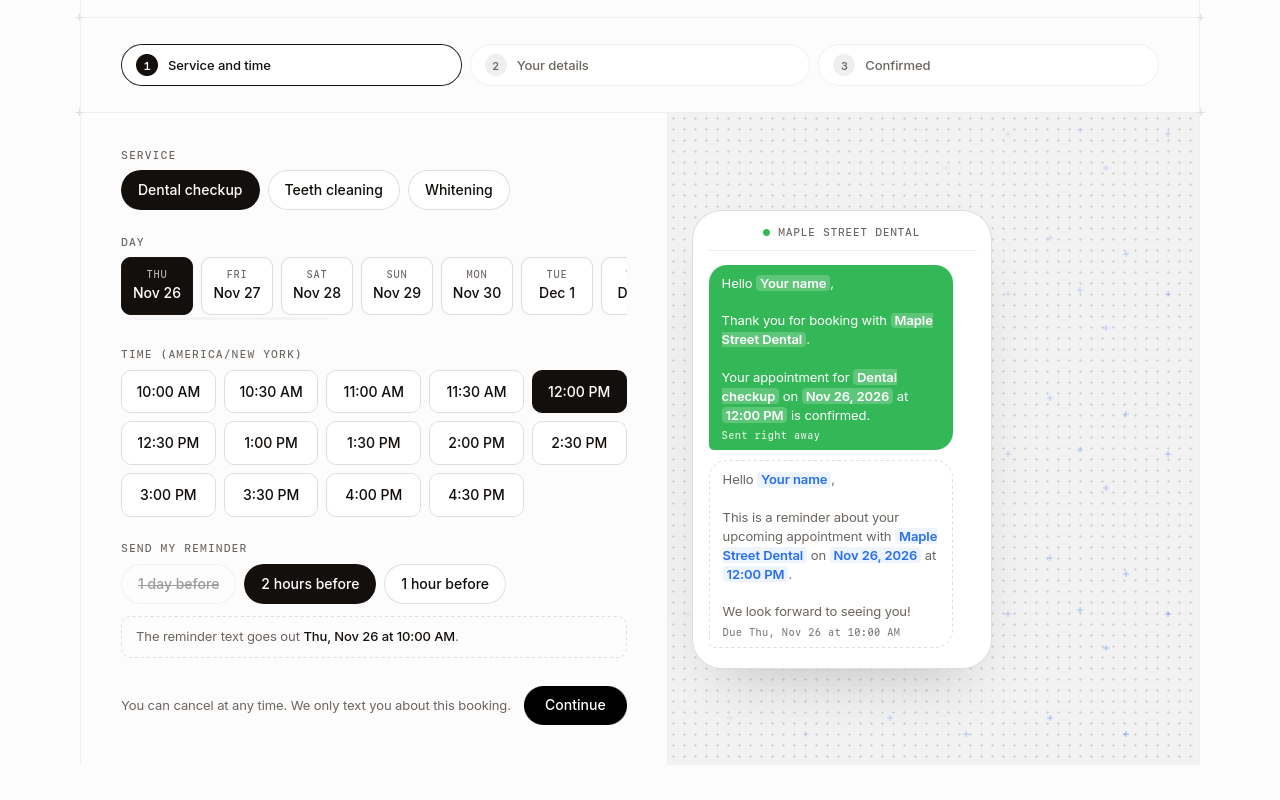 1 Service and time
2 Your details
3 Confirmed
SERVICE
Dental checkup
Teeth cleaning
Whitening
DAY
THU
Nov 26
FRI
Nov 27
SAT
Nov 28
SUN
Nov 29
MON
Nov 30
TUE
Dec 1
TIME (AMERICA/NEW YORK)
10:00 AM
10:30 AM
11:00 AM
11:30 AM
12:00 PM
12:30 PM
1:00 PM
1:30 PM
2:00 PM
2:30 PM
3:00 PM
3:30 PM
4:00 PM
4:30 PM
SEND MY REMINDER
1 day before
2 hours before
1 hour before
The reminder text goes out Thu, Nov 26 at 10:00 AM.
You can cancel at any time. We only text you about this booking.
Continue
MAPLE STREET DENTAL
Hello Your name,
Thank you for booking with Maple
Street Dental.
Your appointment for Dental
checkup on Nov 26, 2026 at
12:00 PM is confirmed.
Sent right away
Hello Your name,
This is a reminder about your
upcoming appointment with Maple
Street Dental on Nov 26, 2026 at
12:00 PM.
We look forward to seeing you!
Due Thu, Nov 26 at 10:00 AM